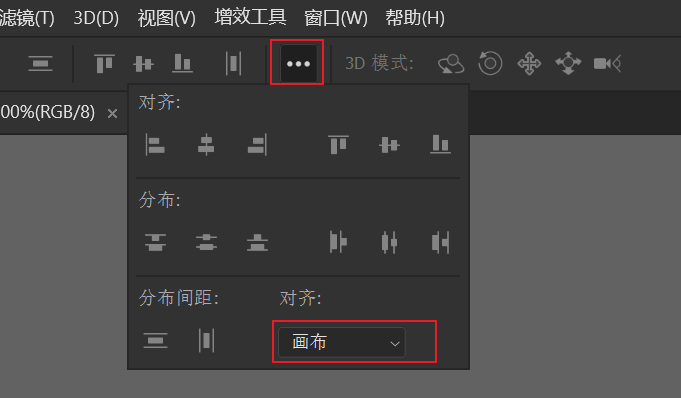 滤镜(T) 3D(D) 视图(V) 增效工具 窗口(W) 帮助(H)
3D 模式:
00%(RGB/8) ×
对齐:
分布:
分布间距: 对齐:
画布